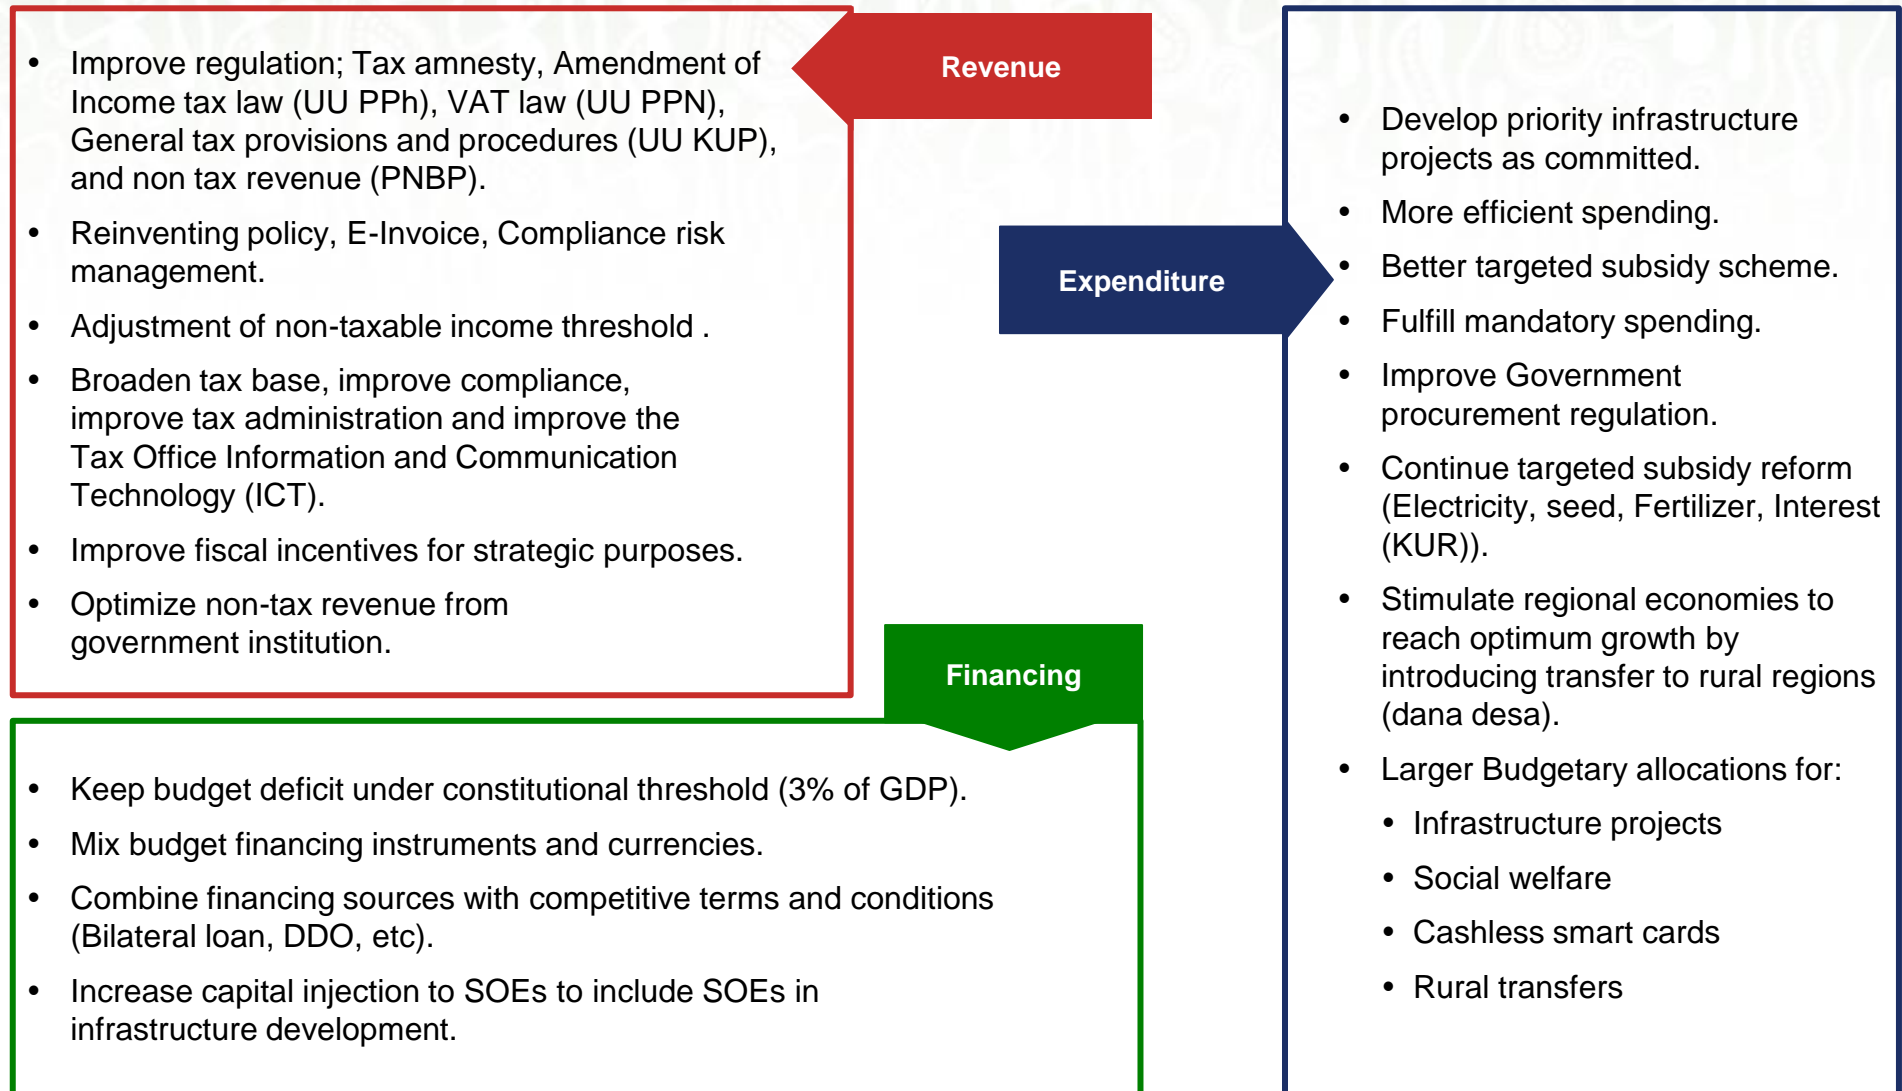 Revenue
• Improve regulation; Tax amnesty, Amendment of
Income tax law (UU PPh), VAT law (UU PPN),
General tax provisions and procedures (UU KUP),
and non tax revenue (PNBP).
• Reinventing policy, E-Invoice, Compliance risk
management.
• Adjustment of non-taxable income threshold .
• Broaden tax base, improve compliance,
improve tax administration and improve the
Tax Office Information and Communication
Technology (ICT).
• Improve fiscal incentives for strategic purposes.
• Optimize non-tax revenue from
government institution.
Expenditure
• Develop priority infrastructure
projects as committed.
• More efficient spending.
• Better targeted subsidy scheme.
• Fulfill mandatory spending.
• Improve Government
procurement regulation.
• Continue targeted subsidy reform
(Electricity, seed, Fertilizer, Interest
(KUR)).
• Stimulate regional economies to
reach optimum growth by
introducing transfer to rural regions
(dana desa).
• Larger Budgetary allocations for:
• Infrastructure projects
• Social welfare
• Cashless smart cards
• Rural transfers
Financing
• Keep budget deficit under constitutional threshold (3% of GDP).
• Mix budget financing instruments and currencies.
• Combine financing sources with competitive terms and conditions
(Bilateral loan, DDO, etc).
• Increase capital injection to SOEs to include SOEs in
infrastructure development.